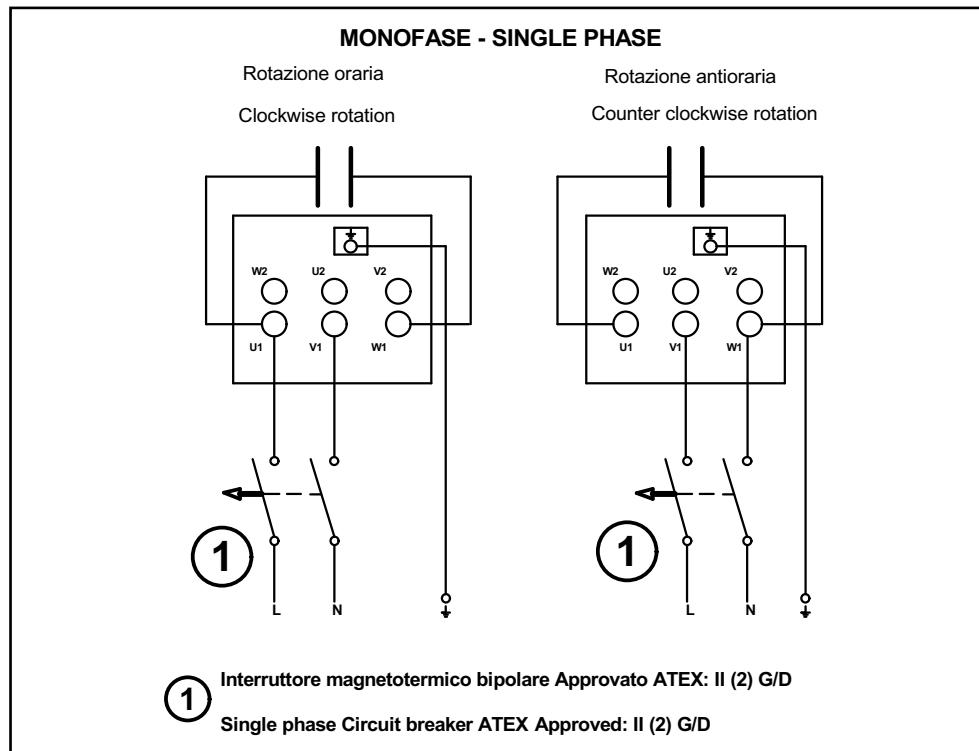 MONOFASE - SINGLE PHASE
Rotazione oraria
Clockwise rotation
W2 U2 V2
U1 V1 W1
1
L N
Rotazione antioraria
Counter clockwise rotation
W2 U2 V2
U1 V1 W1
1
L N
1
Interruttore magnetotermico bipolare Approvato ATEX: II (2) G/D
Single phase Circuit breaker ATEX Approved: II (2) G/D